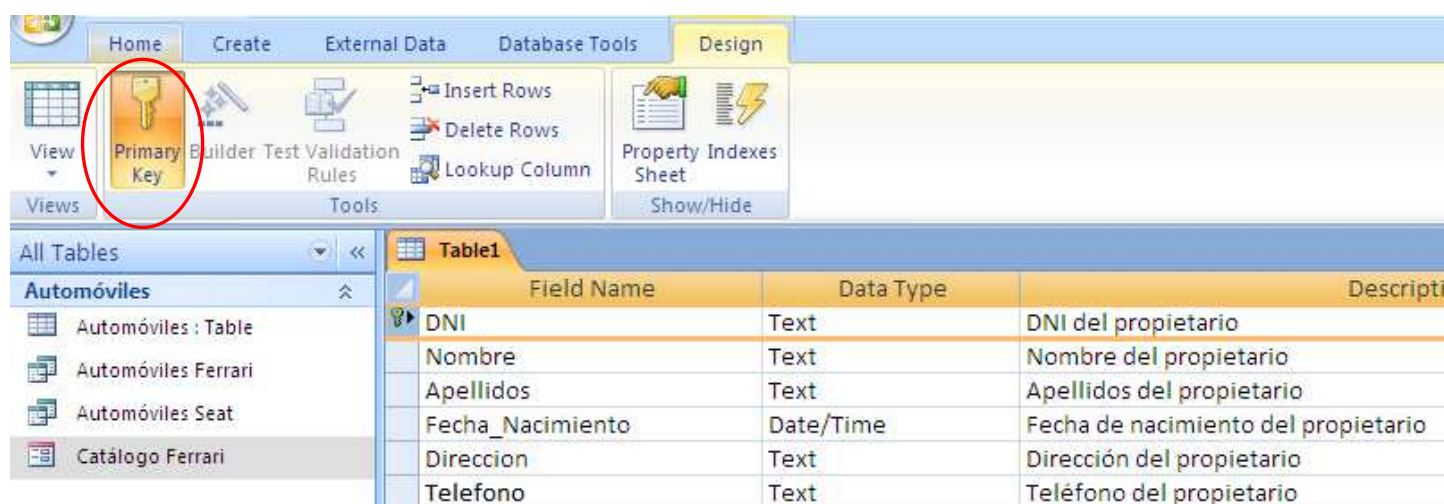 Home Create External Data Database Tools Design
View Primary Key Builder Test Validation Rules Insert Rows Delete Rows Lookup Column Property Sheet Indexes
Views Tools Show/Hide
All Tables «
Automóviles
Automóviles : Table
Automóviles Ferrari
Automóviles Seat
Catálogo Ferrari
Table1
Field Name Data Type Descripti
DNI Text DNI del propietario
Nombre Text Nombre del propietario
Apellidos Text Apellidos del propietario
Fecha_Nacimiento Date/Time Fecha de nacimiento del propietario
Direccion Text Dirección del propietario
Telefono Text Teléfono del propietario